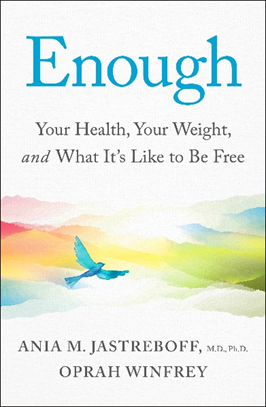 Enough
Your Health, Your Weight,
and What It's Like to Be Free
ANIA M. JASTREBOFF, M.D., Ph.D.
OPRAH WINFREY